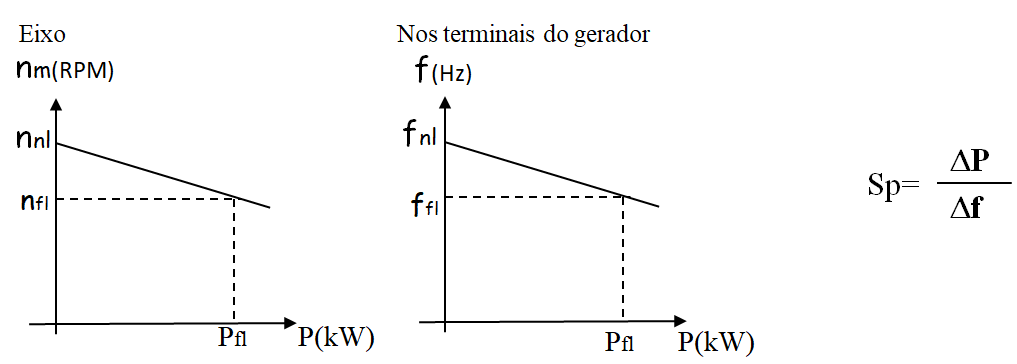 Eixo
nm(RPM)
nnl
nfl
Pfl
P(kW)
Nos terminais do gerador
f(Hz)
fnl
ffl
Pfl
P(kW)
Sp= ΔP
Δf